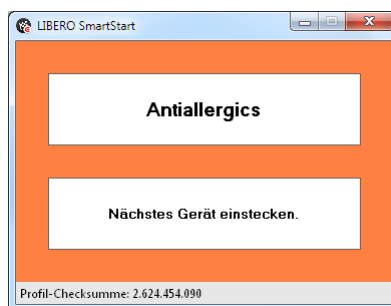 LIBERO SmartStart
Antiallergics
Nächstes Gerät einstecken.
Profil-Checksumme: 2.624.454.090